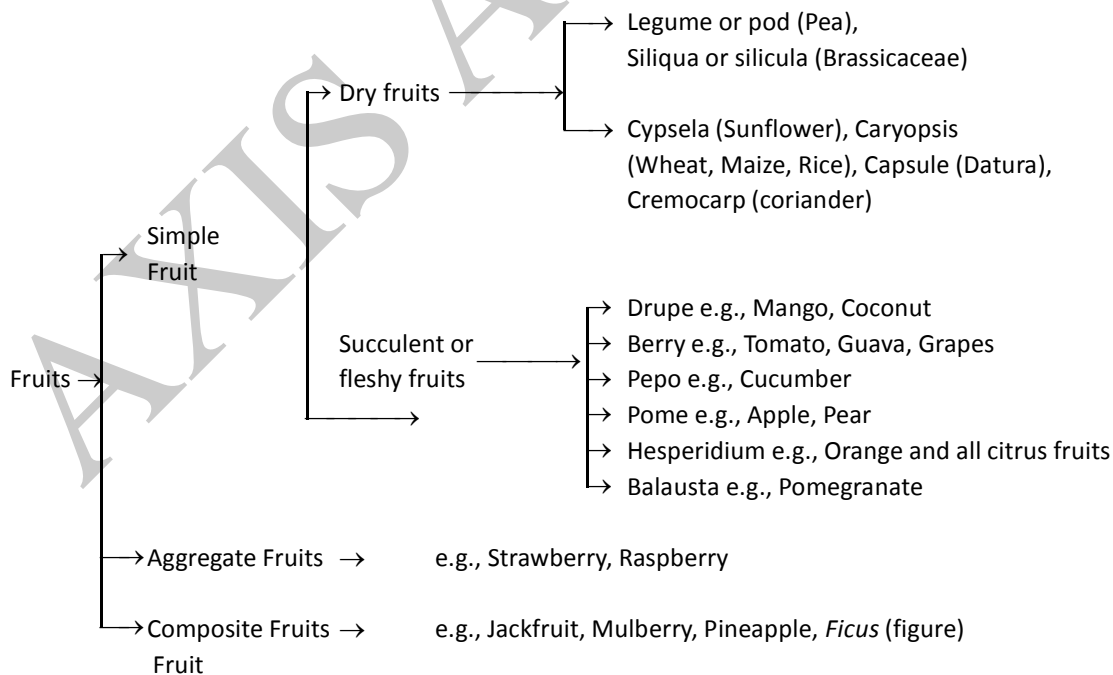 Legume or pod (Pea),
Siliqua or silicula (Brassicaceae)
Dry fruits
Cypsela (Sunflower), Caryopsis
(Wheat, Maize, Rice), Capsule (Datura),
Cremocarp (coriander)
Simple
Fruit
Drupe e.g., Mango, Coconut
Succulent or
fleshy fruits
Berry e.g., Tomato, Guava, Grapes
Fruits
Pepo e.g., Cucumber
Pome e.g., Apple, Pear
Hesperidium e.g., Orange and all citrus fruits
Balausta e.g., Pomegranate
Aggregate Fruits → e.g., Strawberry, Raspberry
Composite Fruits → e.g., Jackfruit, Mulberry, Pineapple, Ficus (figure)
Fruit
AXIS A